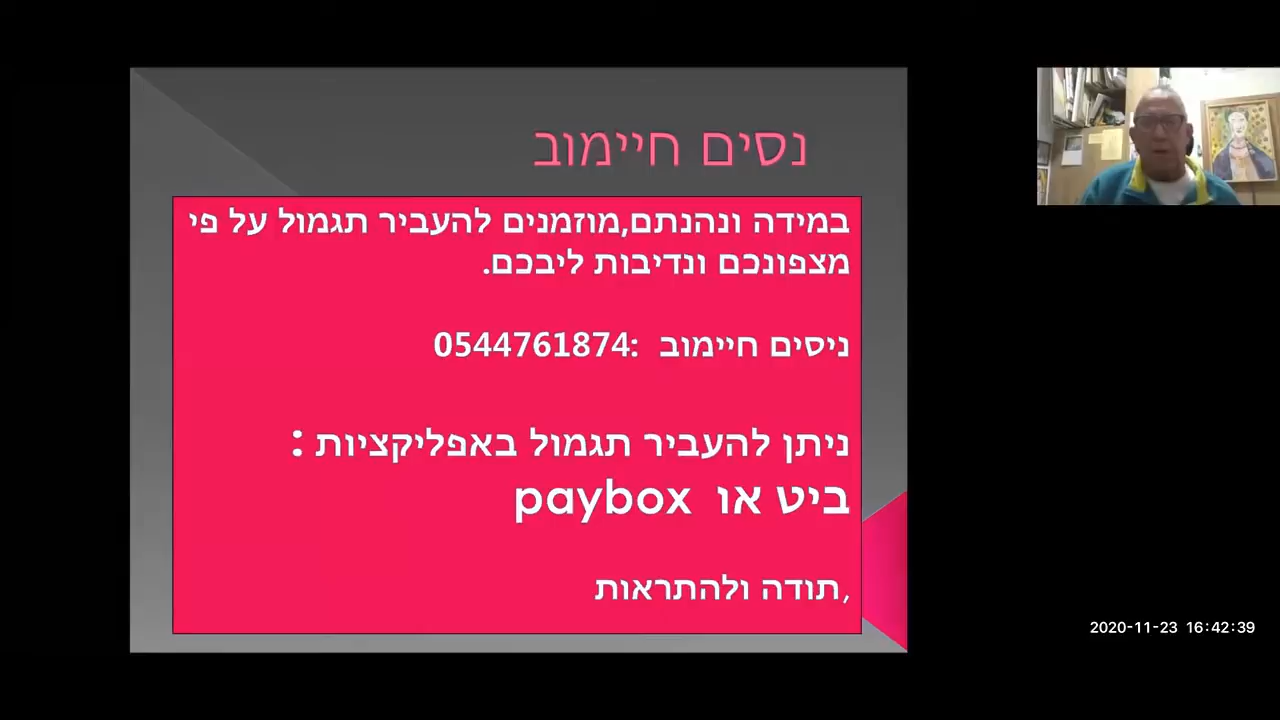 נסים חיימוב
במידה ונהנתם,מוזמנים להעביר תגמול על פי
מצפונכם ונדיבות ליבכם.
ניסים חיימוב :0544761874
ניתן להעביר תגמול באפליקציות :
ביט או paybox
,תודה ולהתראות
2020-11-23 16:42:39